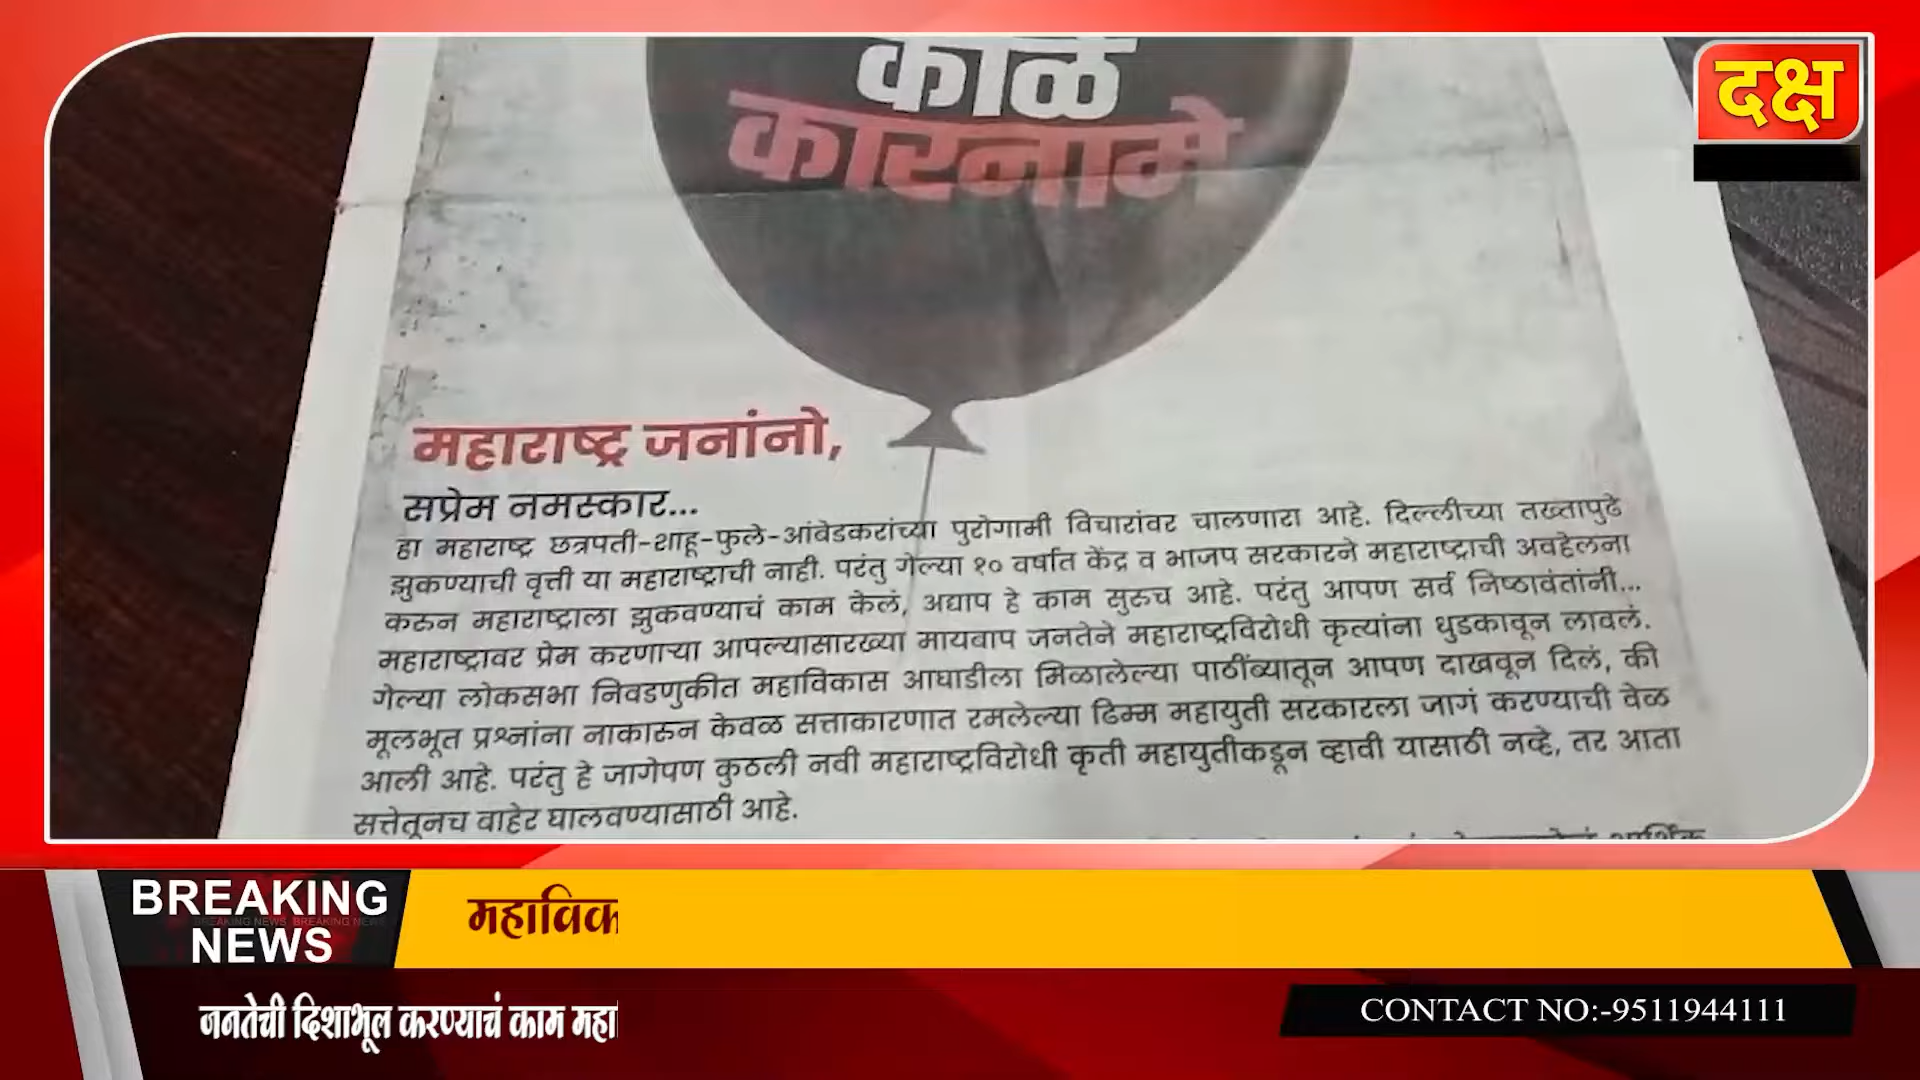 दक्ष
कारनामे
महाराष्ट्र जनांनो,
सप्रेम नमस्कार...
हा महाराष्ट्र छत्रपती-शाहू-फुले-आंबेडकरांच्या पुरोगामी विचारांवर चालणारा आहे. दिल्लीच्या तख्तापुढे
झुकण्याची वृत्ती या महाराष्ट्राची नाही. परंतु गेल्या १० वर्षात केंद्र व भाजप सरकारने महाराष्ट्राची अवहेलना
करुन महाराष्ट्राला झुकवण्याचं काम केलं, अद्याप हे काम सुरुच आहे. परंतु आपण सर्व निष्ठावंतांनी...
महाराष्ट्रावर प्रेम करणाऱ्या आपल्यासारख्या मायबाप जनतेने महाराष्ट्रविरोधी कृत्यांना धुडकावून लावलं.
गेल्या लोकसभा निवडणुकीत महाविकास आघाडीला मिळालेल्या पाठींब्यातून आपण दाखवून दिलं, की
मूलभूत प्रश्नांना नाकारुन केवळ सत्ताकारणात रमलेल्या ढिम्म महायुती सरकारला जागं करण्याची वेळ
आली आहे. परंतु हे जागेपण कुठली नवी महाराष्ट्रविरोधी कृती महायुतीकडून व्हावी यासाठी नव्हे, तर आता
सत्तेतूनच बाहेर घालवण्यासाठी आहे.
BREAKING
NEWS
महाविक
जनतेची दिशाभूल करण्याचं काम महा
CONTACT NO:-9511944111